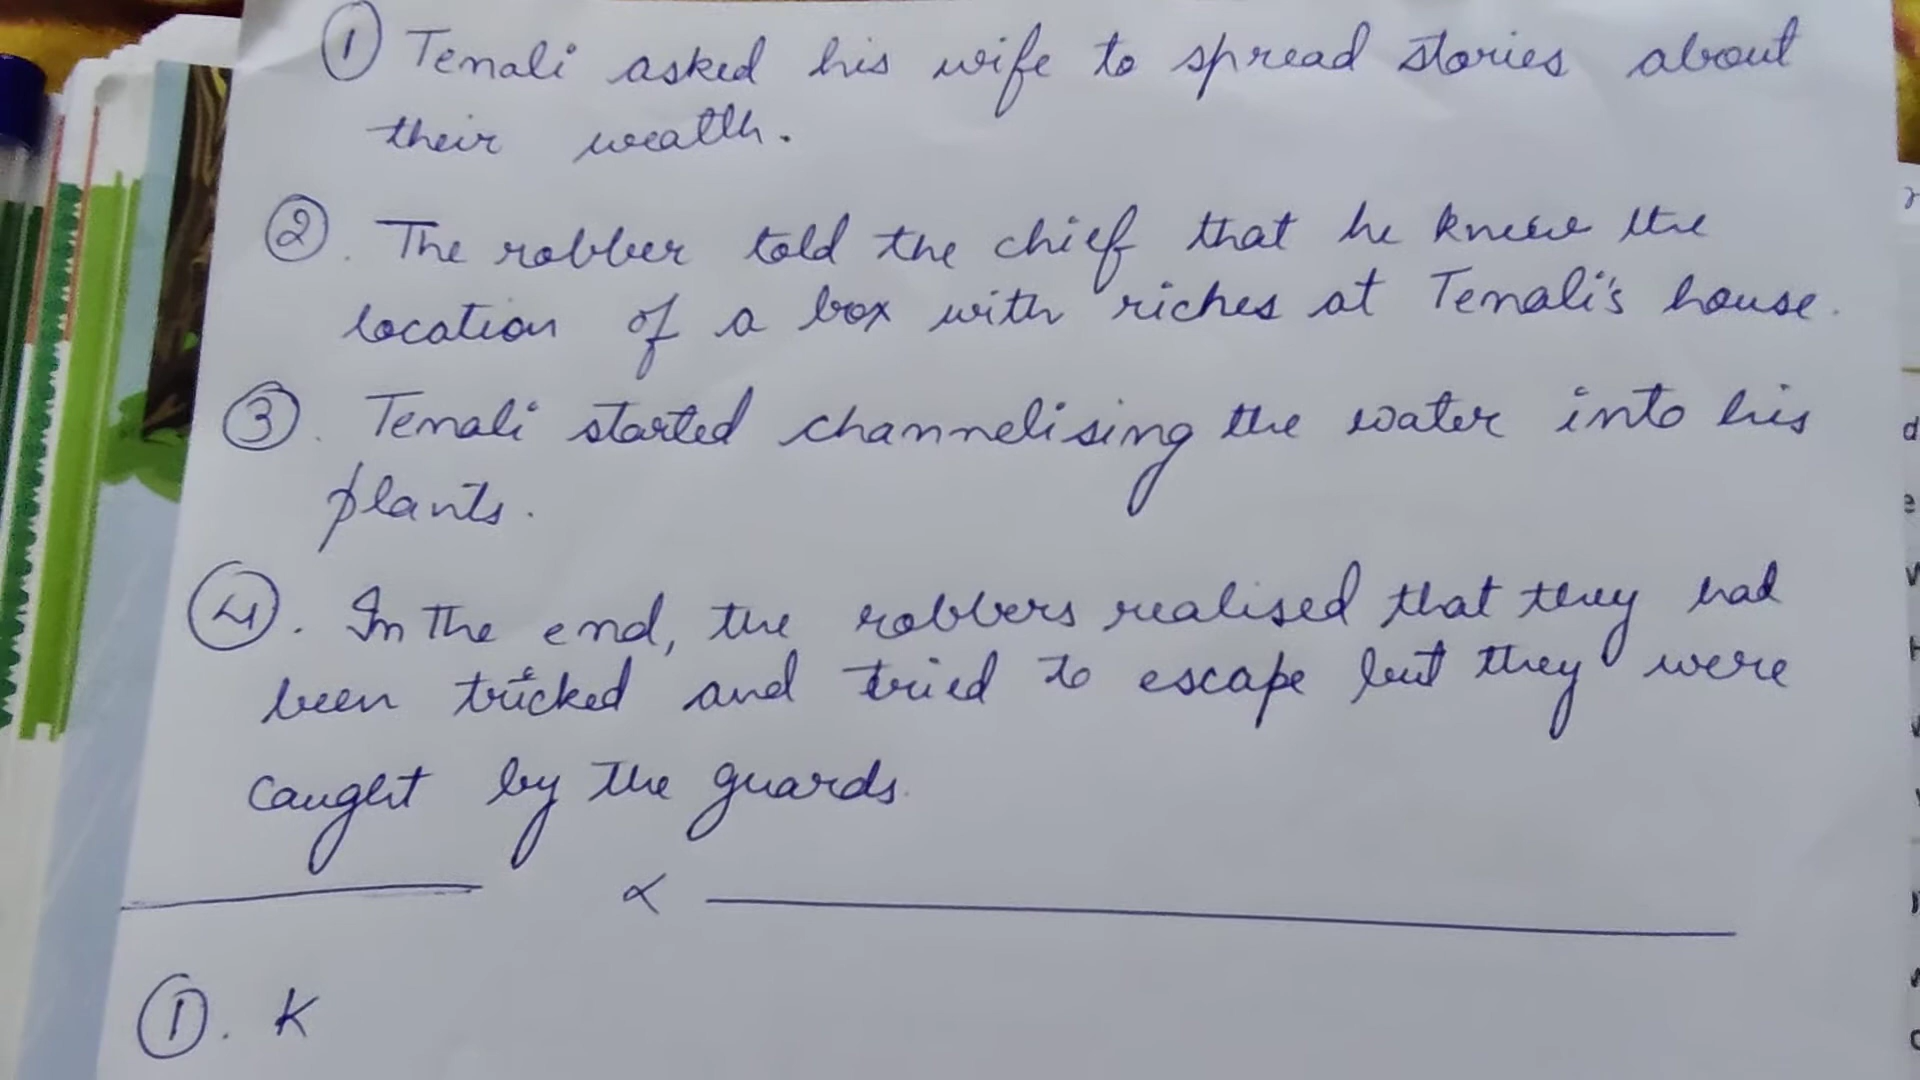 ① Tenali asked his wife to spread stories about
their wealth.
②. The robber told the chief that he knew the
location of a box with riches at Tenali's house.
③. Tenali started channelising the water into his
plants.
④. In the end, the robbers realised that they had
been tricked and tried to escape but they were
caught by the guards.
①. K